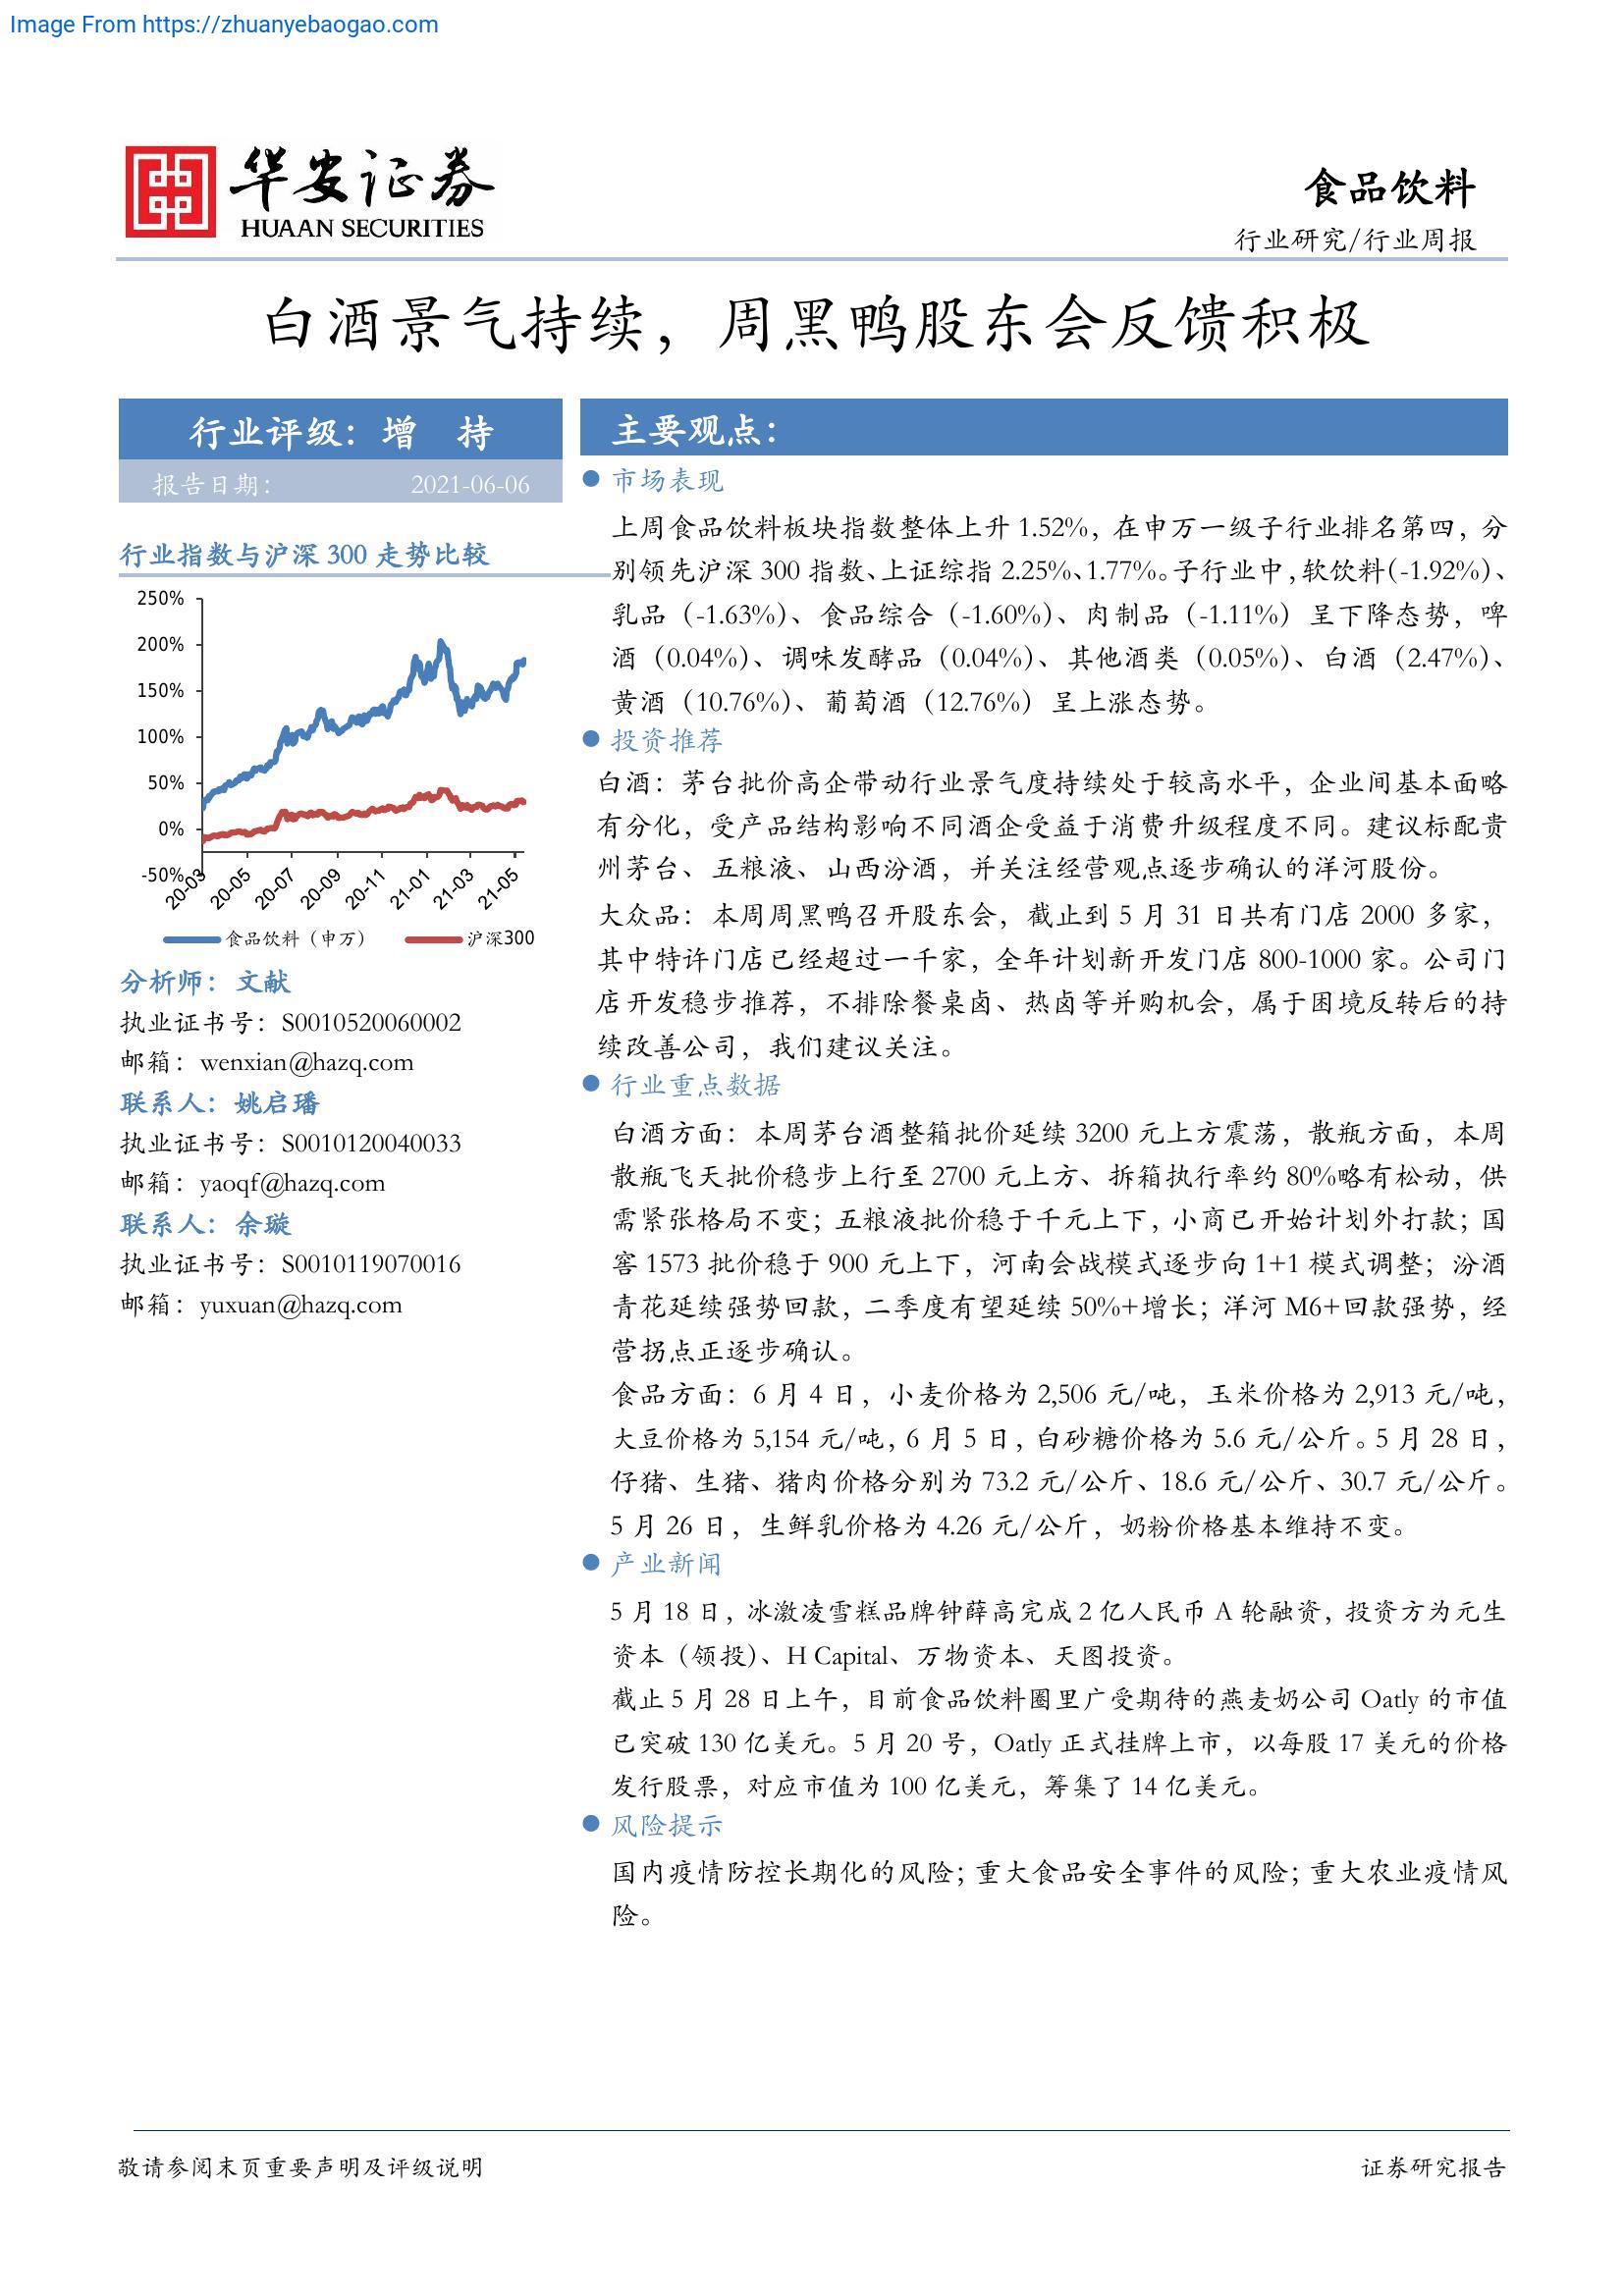 Image From https://zhuanyebaogao.com
华安证券
HUAAN SECURITIES
食品饮料
行业研究/行业周报
白酒景气持续，周黑鸭股东会反馈积极
行业评级：增 持
报告日期： 2021-06-06
行业指数与沪深 300 走势比较
250%
200%
150%
100%
50%
0%
-50%
20-03 20-05 20-07 20-09 20-11 21-01 21-03 21-05
食品饮料（申万） 沪深300
分析师：文献
执业证书号：S0010520060002
邮箱：wenxian@hazq.com
联系人：姚启璠
执业证书号：S0010120040033
邮箱：yaoqf@hazq.com
联系人：余璇
执业证书号：S0010119070016
邮箱：yuxuan@hazq.com
主要观点：
市场表现
上周食品饮料板块指数整体上升 1.52%，在申万一级子行业排名第四，分
别领先沪深 300 指数、上证综指 2.25%、1.77%。子行业中，软饮料（-1.92%）、
乳品（-1.63%）、食品综合（-1.60%）、肉制品（-1.11%）呈下降态势，啤
酒（0.04%）、调味发酵品（0.04%）、其他酒类（0.05%）、白酒（2.47%）、
黄酒（10.76%）、葡萄酒（12.76%）呈上涨态势。
投资推荐
白酒：茅台批价高企带动行业景气度持续处于较高水平，企业间基本面略
有分化，受产品结构影响不同酒企受益于消费升级程度不同。建议标配贵
州茅台、五粮液、山西汾酒，并关注经营观点逐步确认的洋河股份。
大众品：本周周黑鸭召开股东会，截止到 5 月 31 日共有门店 2000 多家，
其中特许门店已经超过一千家，全年计划新开发门店 800-1000 家。公司门
店开发稳步推荐，不排除餐桌卤、热卤等并购机会，属于困境反转后的持
续改善公司，我们建议关注。
行业重点数据
白酒方面：本周茅台酒整箱批价延续 3200 元上方震荡，散瓶方面，本周
散瓶飞天批价稳步上行至 2700 元上方、拆箱执行率约 80%略有松动，供
需紧张格局不变；五粮液批价稳于千元上下，小商已开始计划外打款；国
窖 1573 批价稳于 900 元上下，河南会战模式逐步向 1+1 模式调整；汾酒
青花延续强势回款，二季度有望延续 50%+增长；洋河 M6+回款强势，经
营拐点正逐步确认。
食品方面：6 月 4 日，小麦价格为 2,506 元/吨，玉米价格为 2,913 元/吨，
大豆价格为 5,154 元/吨，6 月 5 日，白砂糖价格为 5.6 元/公斤。5 月 28 日，
仔猪、生猪、猪肉价格分别为 73.2 元/公斤、18.6 元/公斤、30.7 元/公斤。
5 月 26 日，生鲜乳价格为 4.26 元/公斤，奶粉价格基本维持不变。
产业新闻
5 月 18 日，冰激凌雪糕品牌钟薛高完成 2 亿人民币 A 轮融资，投资方为元生
资本（领投）、H Capital、万物资本、天图投资。
截止 5 月 28 日上午，目前食品饮料圈里广受期待的燕麦奶公司 Oatly 的市值
已突破 130 亿美元。5 月 20 号，Oatly 正式挂牌上市，以每股 17 美元的价格
发行股票，对应市值为 100 亿美元，筹集了 14 亿美元。
风险提示
国内疫情防控长期化的风险；重大食品安全事件的风险；重大农业疫情风
险。
敬请参阅末页重要声明及评级说明
证券研究报告